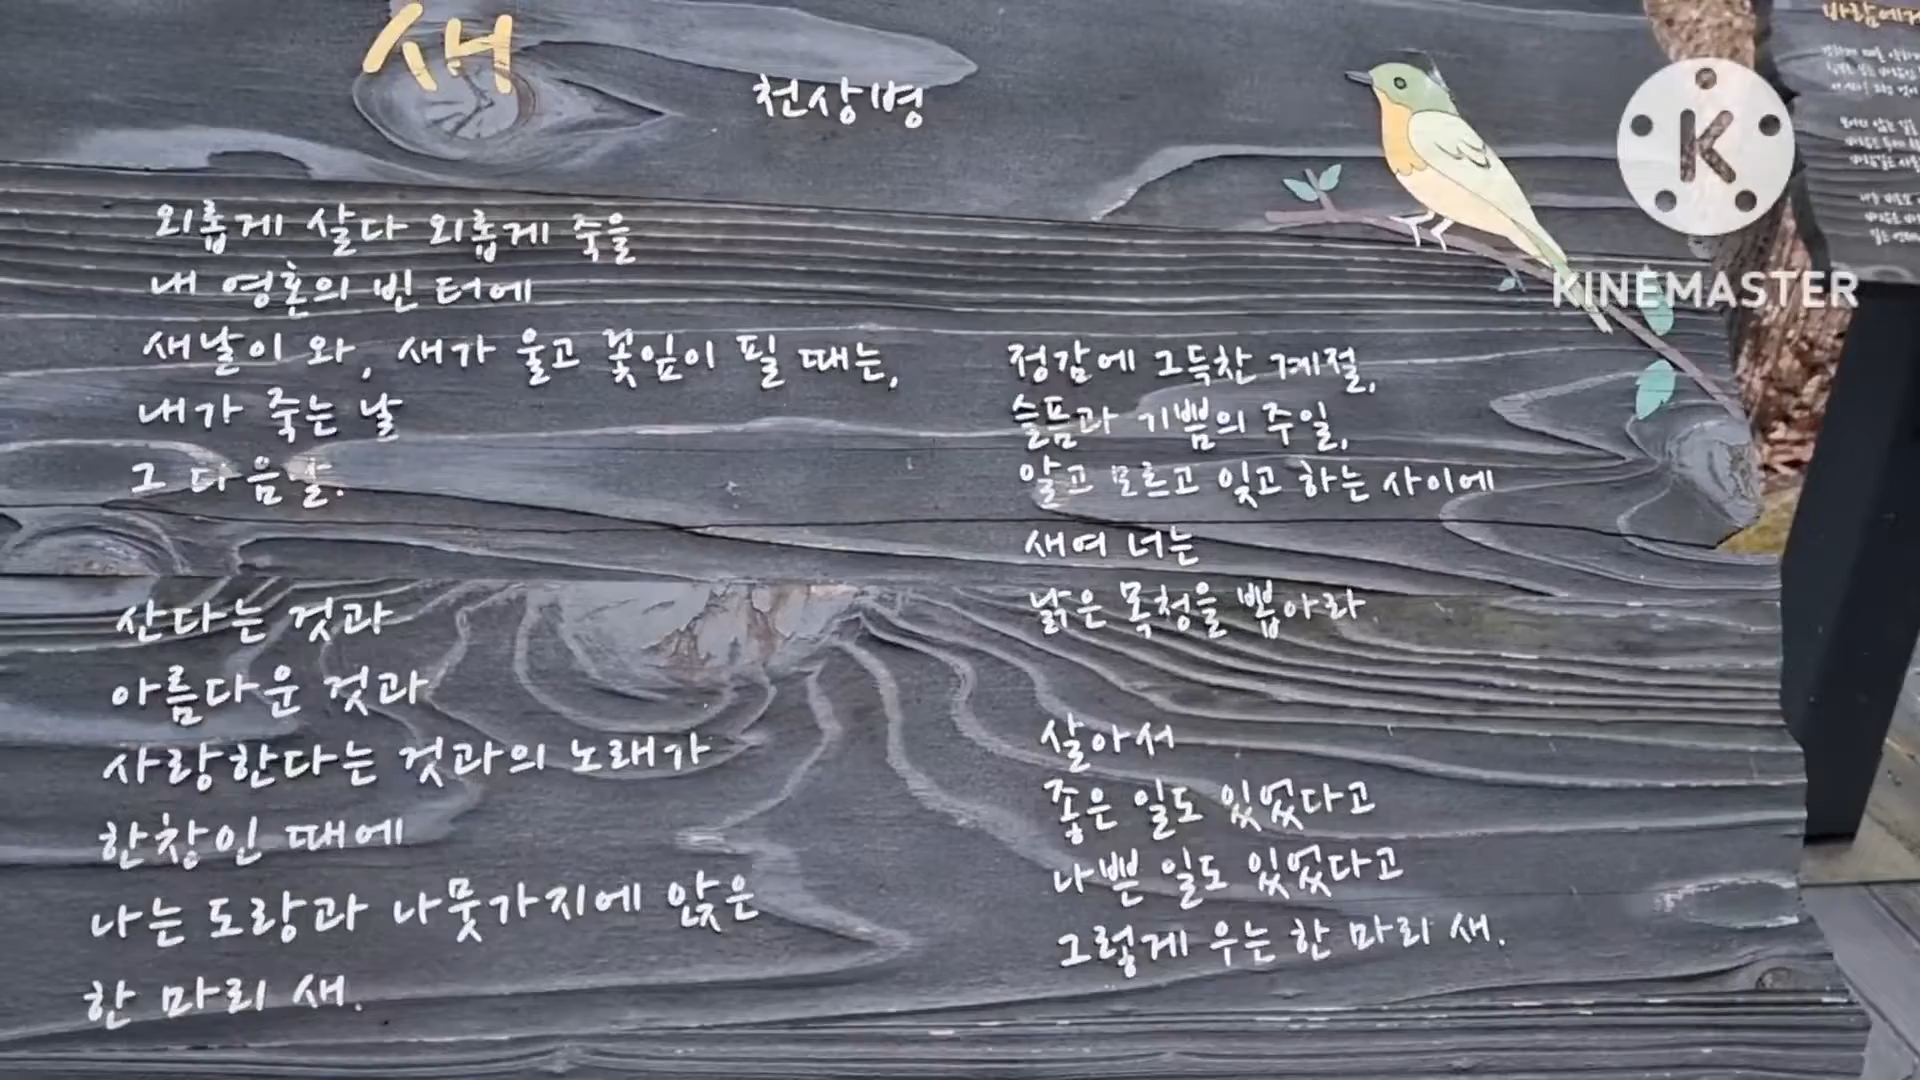 새
천상병
외롭게 살다 외롭게 죽을
내 영혼의 빈 터에
새날이 와, 새가 울고 꽃잎이 필 때는,
내가 죽는 날
그 다음날.
산다는 것과
아름다운 것과
사랑한다는 것과의 노래가
한창인 때에
나는 도랑과 나뭇가지에 앉은
한 마리 새.
정감에 그득찬 계절,
슬픔과 기쁨의 주일,
알고 모르고 잊고 하는 사이에
새여 너는
낡은 목청을 뽑아라.
살아서
좋은 일도 있었다고
나쁜 일도 있었다고
그렇게 우는 한 마리 새.
K
KINEMASTER
바람에게